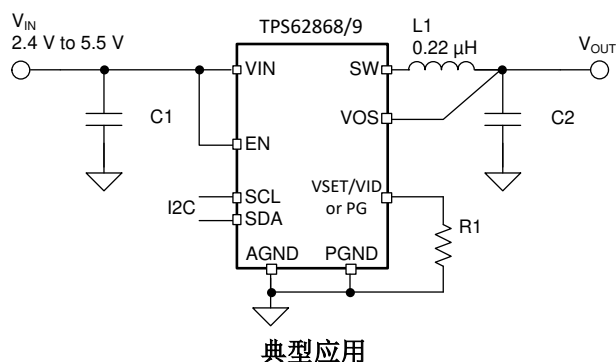 TPS62868/9
V_IN
2.4 V to 5.5 V
VIN
SW
L1
0.22 µH
V_OUT
C1
VOS
C2
EN
I2C
SCL
SDA
VSET/VID
or PG
R1
AGND
PGND
典型应用